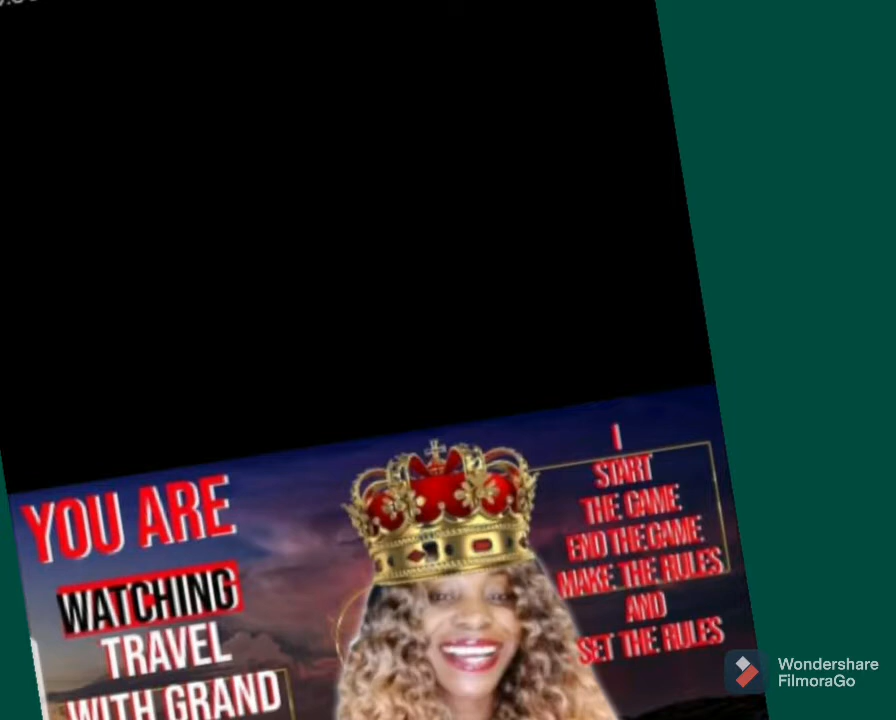 YOU ARE
WATCHING
TRAVEL
WITH GRAND
I
START
THE GAME
END THE GAME
MAKE THE RULES
AND
SET THE RULES
Wondershare
FilmoraGo